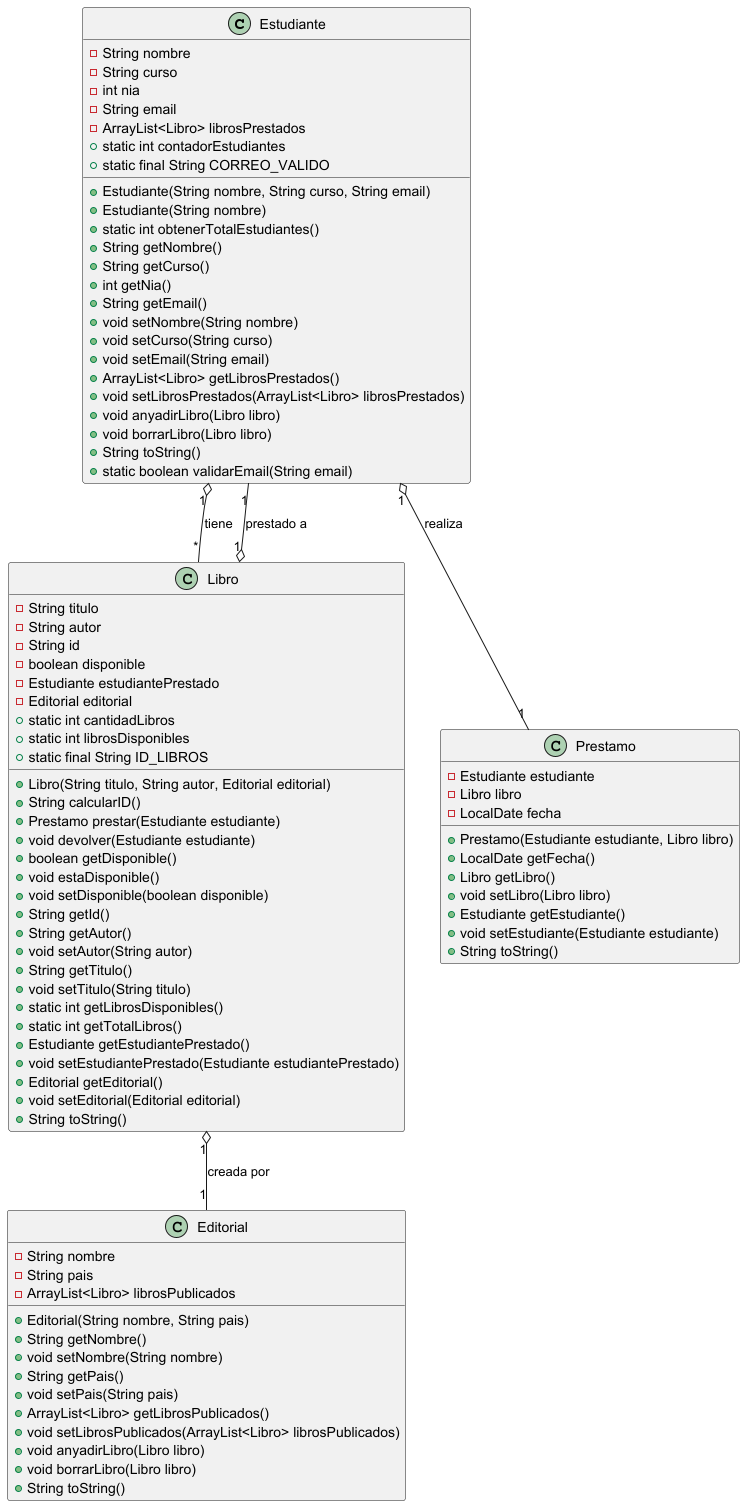 C Estudiante
String nombre
String curso
int nia
String email
ArrayList<Libro> librosPrestados
static int contadorEstudiantes
static final String CORREO_VALIDO
Estudiante(String nombre, String curso, String email)
Estudiante(String nombre)
static int obtenerTotalEstudiantes()
String getNombre()
String getCurso()
int getNia()
String getEmail()
void setNombre(String nombre)
void setCurso(String curso)
void setEmail(String email)
ArrayList<Libro> getLibrosPrestados()
void setLibrosPrestados(ArrayList<Libro> librosPrestados)
void anyadirLibro(Libro libro)
void borrarLibro(Libro libro)
String toString()
static boolean validarEmail(String email)
1 1 1
tiene prestado a realiza
* 1 1
C Libro
String titulo
String autor
String id
boolean disponible
Estudiante estudiantePrestado
Editorial editorial
static int cantidadLibros
static int librosDisponibles
static final String ID_LIBROS
Libro(String titulo, String autor, Editorial editorial)
String calcularID()
Prestamo prestar(Estudiante estudiante)
void devolver(Estudiante estudiante)
boolean getDisponible()
void estaDisponible()
void setDisponible(boolean disponible)
String getId()
String getAutor()
void setAutor(String autor)
String getTitulo()
void setTitulo(String titulo)
static int getLibrosDisponibles()
static int getTotalLibros()
Estudiante getEstudiantePrestado()
void setEstudiantePrestado(Estudiante estudiantePrestado)
Editorial getEditorial()
void setEditorial(Editorial editorial)
String toString()
C Prestamo
Estudiante estudiante
Libro libro
LocalDate fecha
Prestamo(Estudiante estudiante, Libro libro)
LocalDate getFecha()
Libro getLibro()
void setLibro(Libro libro)
Estudiante getEstudiante()
void setEstudiante(Estudiante estudiante)
String toString()
1
creada por
1
C Editorial
String nombre
String pais
ArrayList<Libro> librosPublicados
Editorial(String nombre, String pais)
String getNombre()
void setNombre(String nombre)
String getPais()
void setPais(String pais)
ArrayList<Libro> getLibrosPublicados()
void setLibrosPublicados(ArrayList<Libro> librosPublicados)
void anyadirLibro(Libro libro)
void borrarLibro(Libro libro)
String toString()